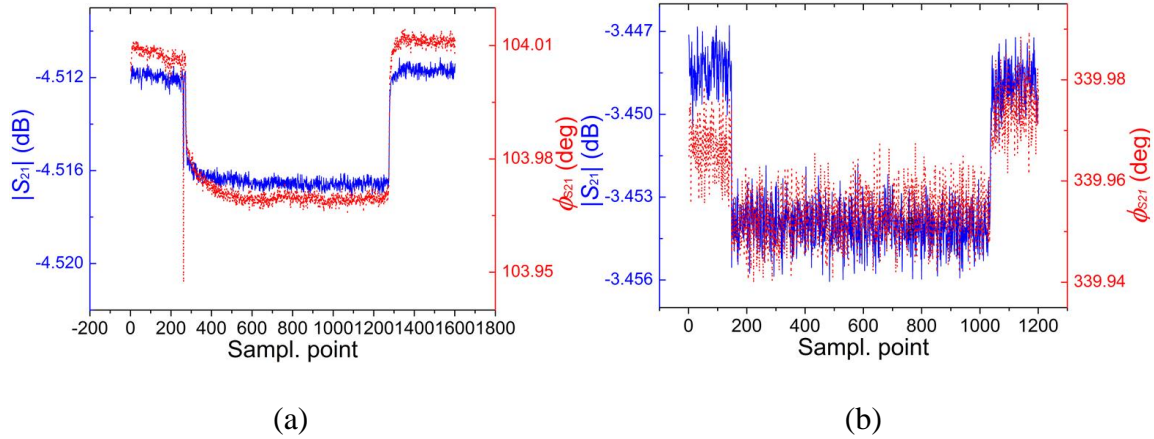 |S21| (dB)
-4.512
-4.516
-4.520
104.01
103.98
103.95
ϕS21 (deg)
-200 0 200 400 600 800 1000 1200 1400 1600 1800
Sampl. point
(a)
|S21| (dB)
-3.447
-3.450
-3.453
-3.456
339.98
339.96
339.94
ϕS21 (deg)
0 200 400 600 800 1000 1200
Sampl. point
(b)